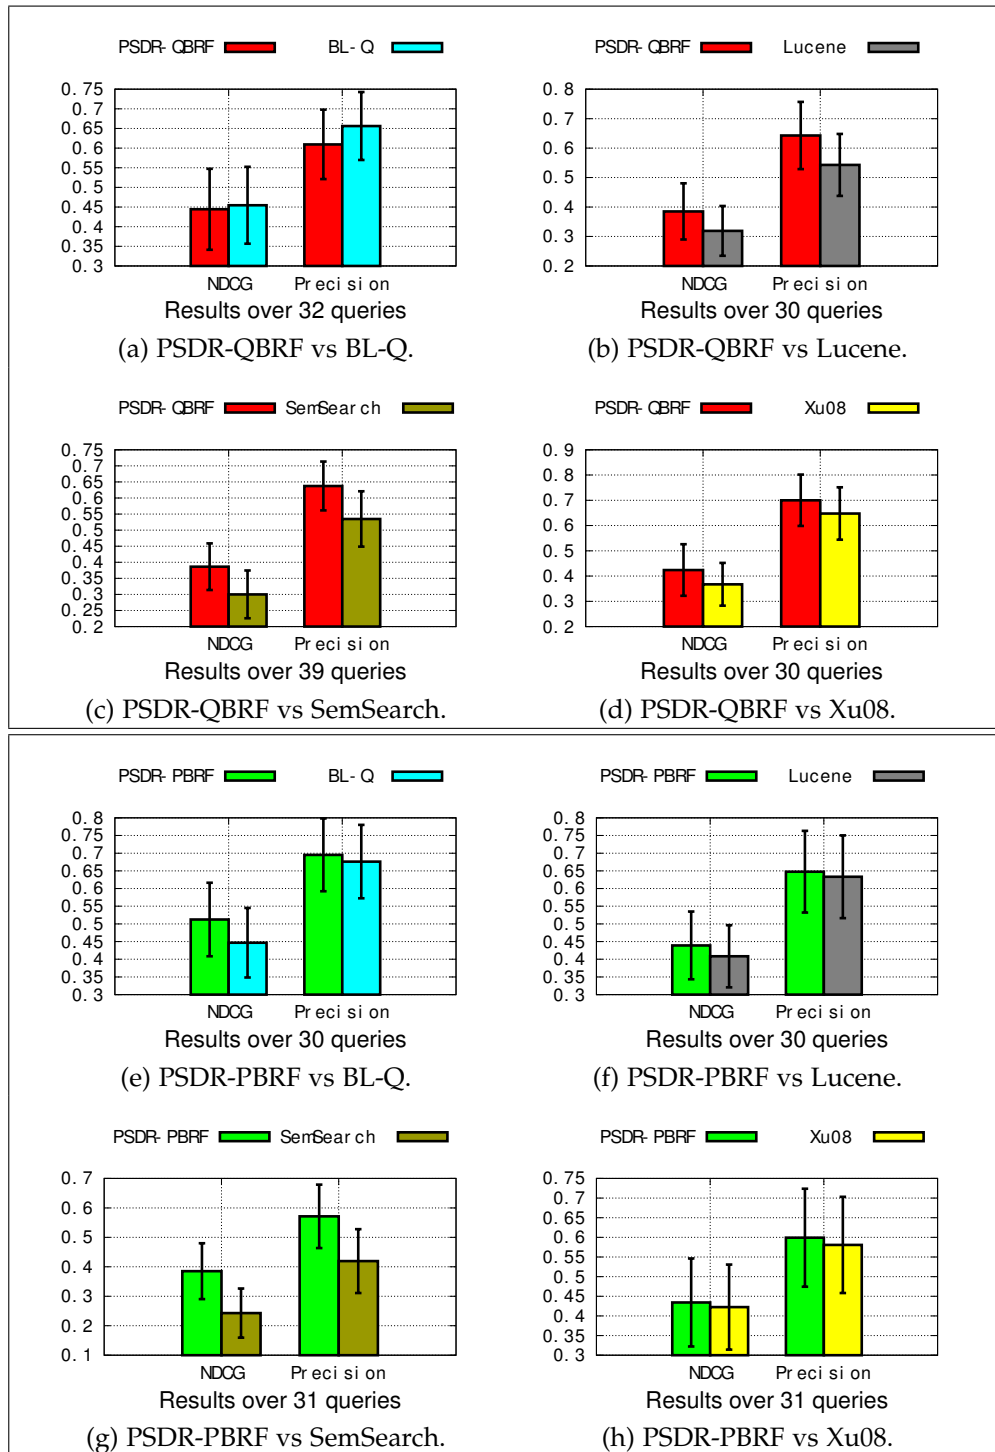 PSDR-QBRF BL-Q
0.75
0.7
0.65
0.6
0.55
0.5
0.45
0.4
0.35
0.3
NDCG Precision
Results over 32 queries
(a) PSDR-QBRF vs BL-Q.
PSDR-QBRF Lucene
0.8
0.7
0.6
0.5
0.4
0.3
0.2
NDCG Precision
Results over 30 queries
(b) PSDR-QBRF vs Lucene.
PSDR-QBRF SemSearch
0.75
0.7
0.65
0.6
0.55
0.5
0.45
0.4
0.35
0.3
0.25
0.2
NDCG Precision
Results over 39 queries
(c) PSDR-QBRF vs SemSearch.
PSDR-QBRF Xu08
0.9
0.8
0.7
0.6
0.5
0.4
0.3
0.2
NDCG Precision
Results over 30 queries
(d) PSDR-QBRF vs Xu08.
PSDR-PBRF BL-Q
0.8
0.75
0.7
0.65
0.6
0.55
0.5
0.45
0.4
0.35
0.3
NDCG Precision
Results over 30 queries
(e) PSDR-PBRF vs BL-Q.
PSDR-PBRF Lucene
0.8
0.75
0.7
0.65
0.6
0.55
0.5
0.45
0.4
0.35
0.3
NDCG Precision
Results over 30 queries
(f) PSDR-PBRF vs Lucene.
PSDR-PBRF SemSearch
0.7
0.6
0.5
0.4
0.3
0.2
0.1
NDCG Precision
Results over 31 queries
(g) PSDR-PBRF vs SemSearch.
PSDR-PBRF Xu08
0.75
0.7
0.65
0.6
0.55
0.5
0.45
0.4
0.35
0.3
NDCG Precision
Results over 31 queries
(h) PSDR-PBRF vs Xu08.